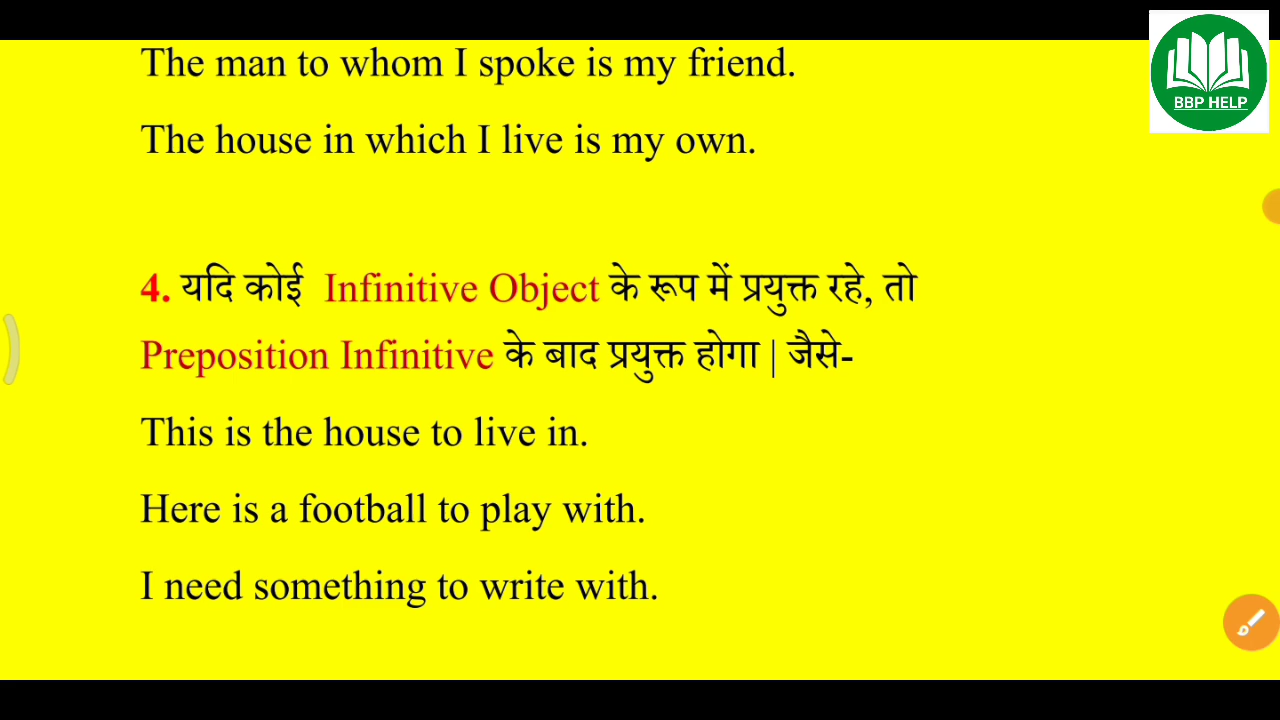 BBP HELP
The man to whom I spoke is my friend.
The house in which I live is my own.
4. यदि कोई Infinitive Object के रूप में प्रयुक्त रहे, तो
Preposition Infinitive के बाद प्रयुक्त होगा | जैसे-
This is the house to live in.
Here is a football to play with.
I need something to write with.